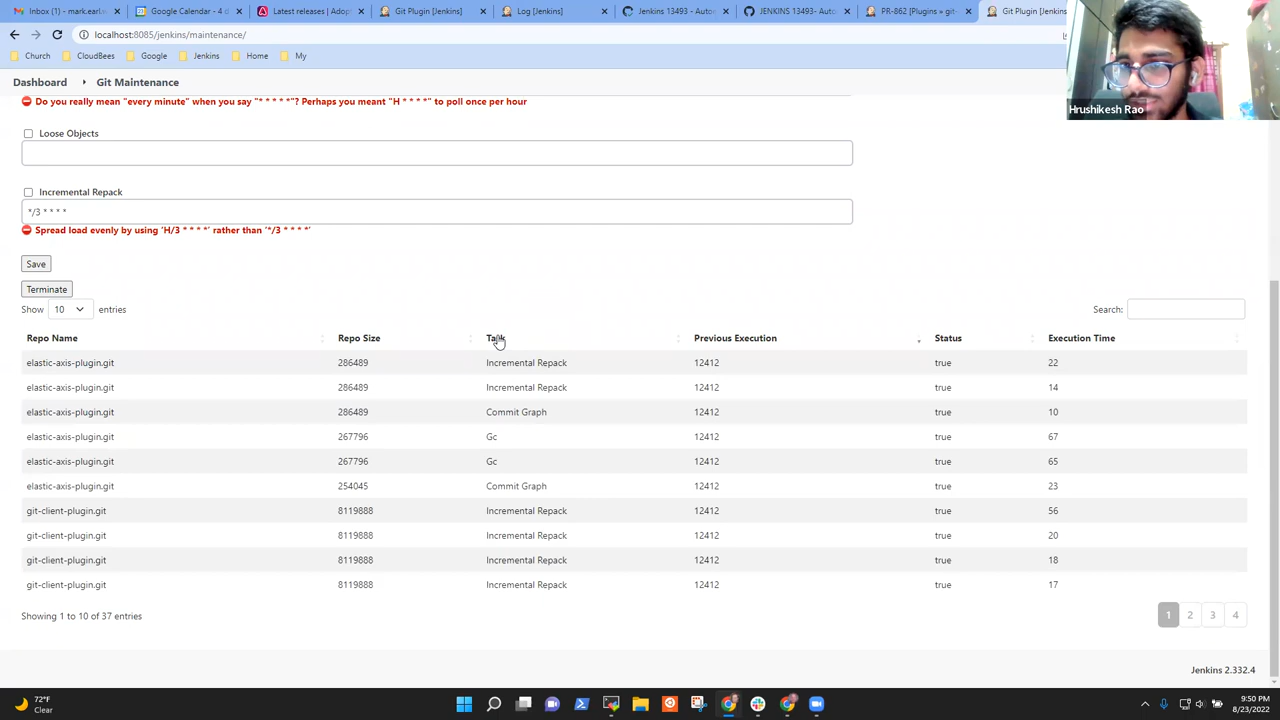 Inbox (4) - mark.earl
Google Calendar - 4 d
Latest releases | Adop
Git Plugin [Jenkins]
Log [Jenkins]
Jenkins 13493 - Autom
JENKINS 13493- Autom
PR-862 [Plugins » git-c
Git Plugin [Jenkins
localhost:8085/jenkins/maintenance/
Church
CloudBees
Google
Jenkins
Home
My
Dashboard
Git Maintenance
Do you really mean "every minute" when you say "* * * * *"? Perhaps you meant "H * * * *" to poll once per hour
Hrushikesh Rao
Loose Objects
Incremental Repack
*/3 * * * *
Spread load evenly by using ‘H/3 * * * *’ rather than ‘*/3 * * * *’
Save
Terminate
Show 10 entries
Search:
Repo Name Repo Size Task Previous Execution Status Execution Time
elastic-axis-plugin.git 286489 Incremental Repack 12412 true 22
elastic-axis-plugin.git 286489 Incremental Repack 12412 true 14
elastic-axis-plugin.git 286489 Commit Graph 12412 true 10
elastic-axis-plugin.git 267796 Gc 12412 true 67
elastic-axis-plugin.git 267796 Gc 12412 true 65
elastic-axis-plugin.git 254045 Commit Graph 12412 true 23
git-client-plugin.git 8119888 Incremental Repack 12412 true 56
git-client-plugin.git 8119888 Incremental Repack 12412 true 20
git-client-plugin.git 8119888 Incremental Repack 12412 true 18
git-client-plugin.git 8119888 Incremental Repack 12412 true 17
Showing 1 to 10 of 37 entries
1 2 3 4
Jenkins 2.332.4
72°F
Clear
9:50 PM
8/23/2022